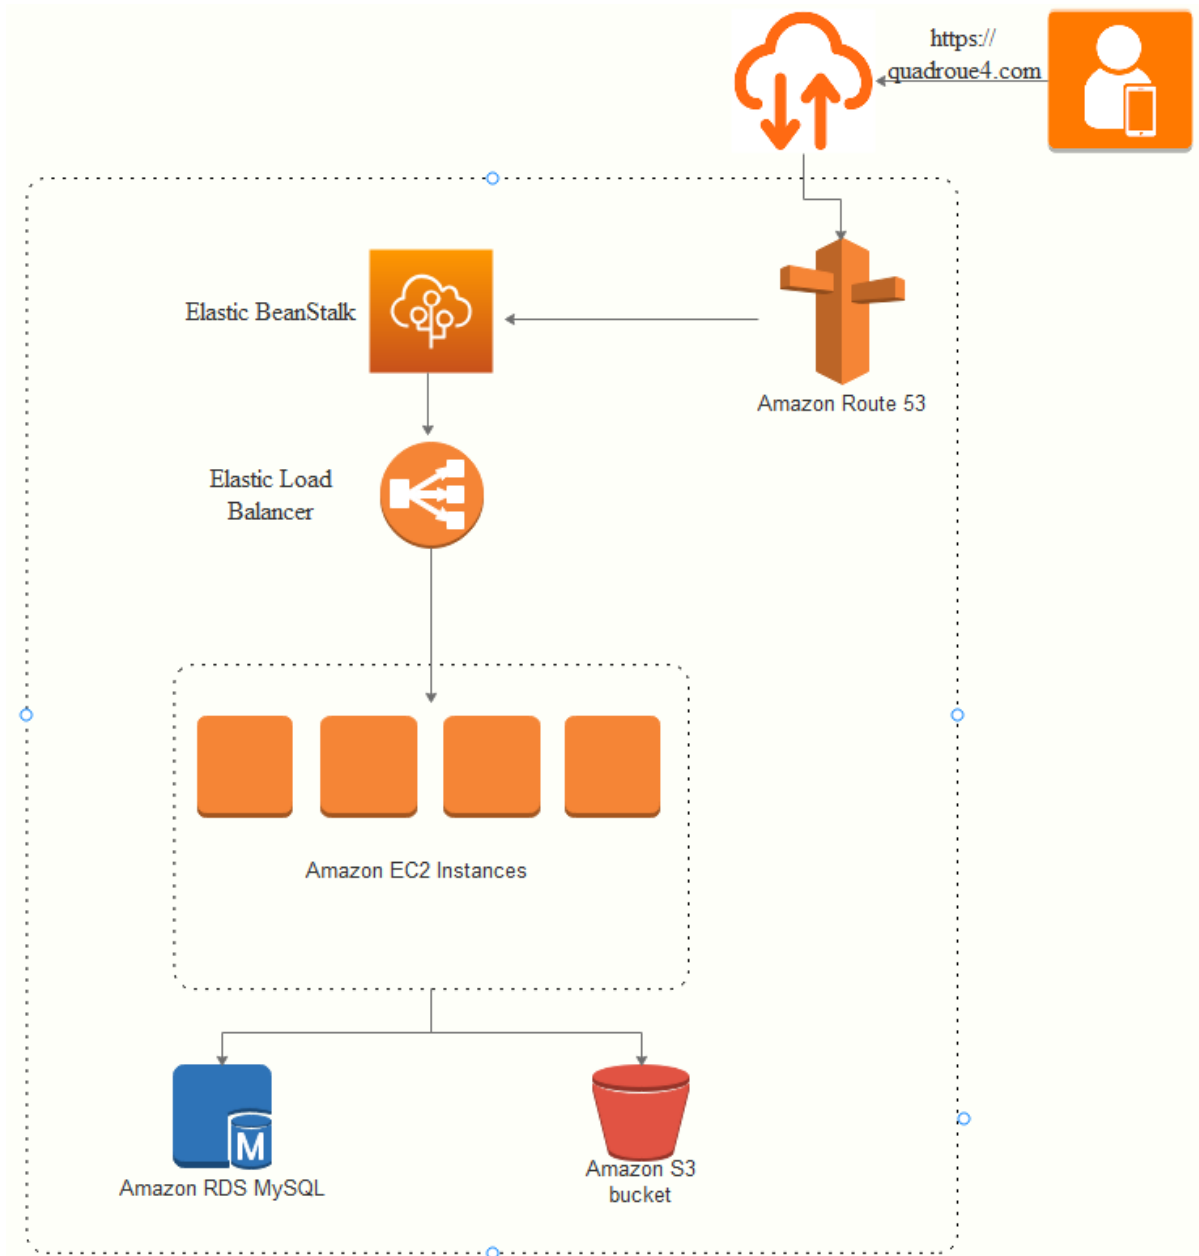 https://
quadroue4.com
Elastic BeanStalk
Amazon Route 53
Elastic Load
Balancer
Amazon EC2 Instances
M
Amazon RDS MySQL
Amazon S3
bucket